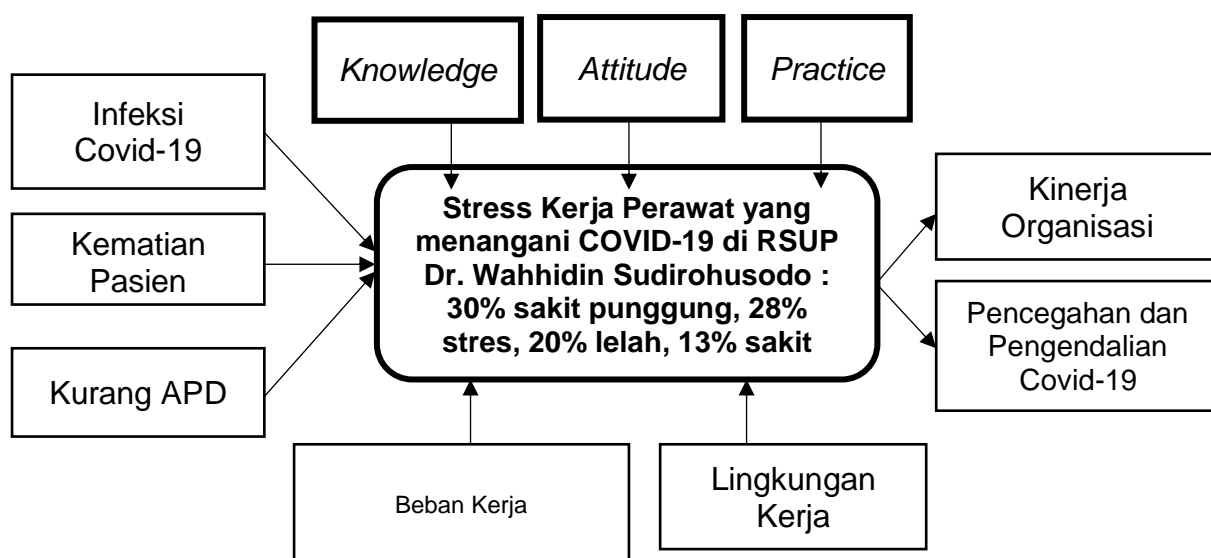 Knowledge
Attitude
Practice
Infeksi
Covid-19
Kematian
Pasien
Kurang APD
Stress Kerja Perawat yang
menangani COVID-19 di RSUP
Dr. Wahhidin Sudirohusodo :
30% sakit punggung, 28%
stres, 20% lelah, 13% sakit
Kinerja
Organisasi
Pencegahan dan
Pengendalian
Covid-19
Beban Kerja
Lingkungan
Kerja